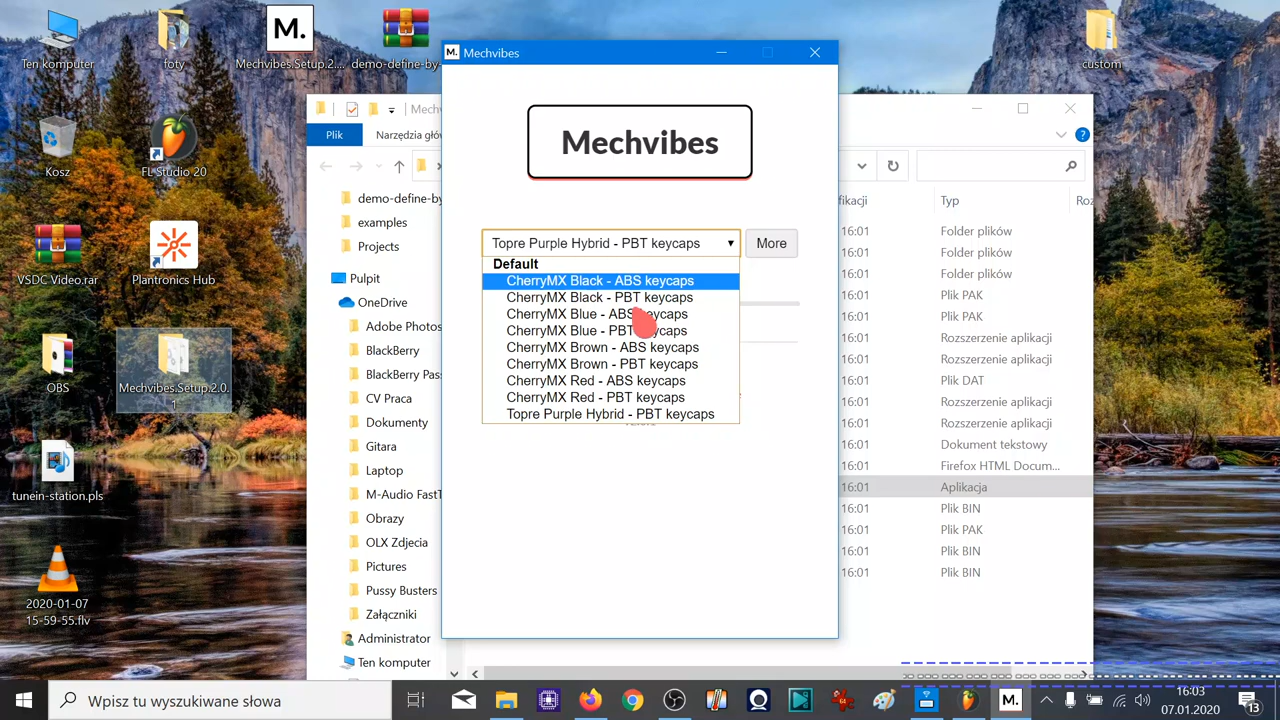 Ten komputer
foty
Mechvibes.Setup.2....
demo-define-by-
custom
Kosz
FL Studio 20
VSDC Video.rar
Plantronics Hub
OBS
Mechvibes.Setup.2.0.
1
tunein-station.pls
2020-01-07
15-59-55.flv
Mechv
Plik
Narzędzia głów
demo-define-by
examples
Projects
Pulpit
OneDrive
Adobe Photos
BlackBerry
BlackBerry Pas
CV Praca
Dokumenty
Gitara
Laptop
M-Audio FastT
Obrazy
OLX Zdjecia
Pictures
Pussy Busters
Załączniki
Administrator
Ten komputer
M. Mechvibes
Mechvibes
Topre Purple Hybrid - PBT keycaps
More
Default
CherryMX Black - ABS keycaps
CherryMX Black - PBT keycaps
CherryMX Blue - ABS keycaps
CherryMX Blue - PBT keycaps
CherryMX Brown - ABS keycaps
CherryMX Brown - PBT keycaps
CherryMX Red - ABS keycaps
CherryMX Red - PBT keycaps
Topre Purple Hybrid - PBT keycaps
fikacji Typ Roz
16:01 Folder plików
16:01 Folder plików
16:01 Folder plików
16:01 Plik PAK
16:01 Plik PAK
16:01 Rozszerzenie aplikacji
16:01 Rozszerzenie aplikacji
16:01 Plik DAT
16:01 Rozszerzenie aplikacji
16:01 Rozszerzenie aplikacji
16:01 Dokument tekstowy
16:01 Firefox HTML Docum...
16:01 Aplikacja
16:01 Plik BIN
16:01 Plik PAK
16:01 Plik BIN
16:01 Plik BIN
Wpisz tu wyszukiwane słowa
64
M.
16:03
07.01.2020
13